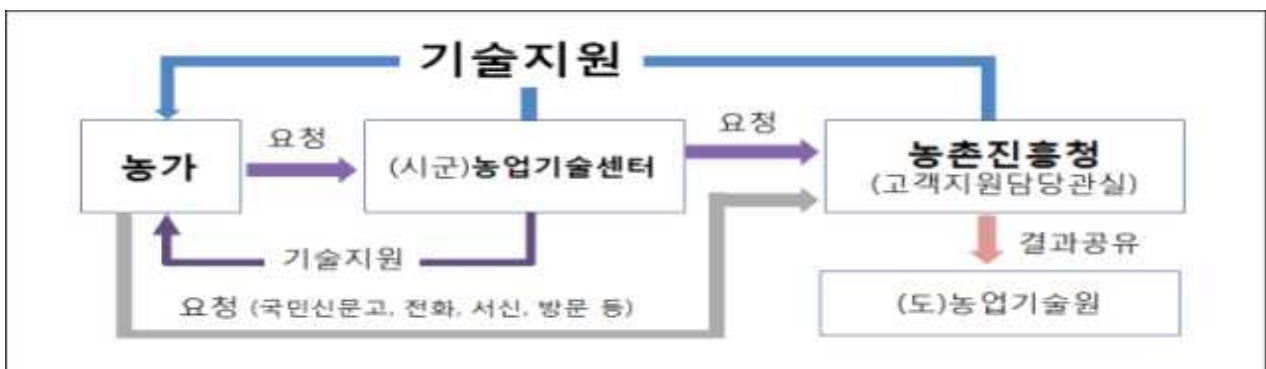 기술지원
농가
요청
(시군)농업기술센터
요청
농촌진흥청
(고객지원담당관실)
기술지원
결과공유
요청 (국민신문고, 전화, 서신, 방문 등)
(도)농업기술원